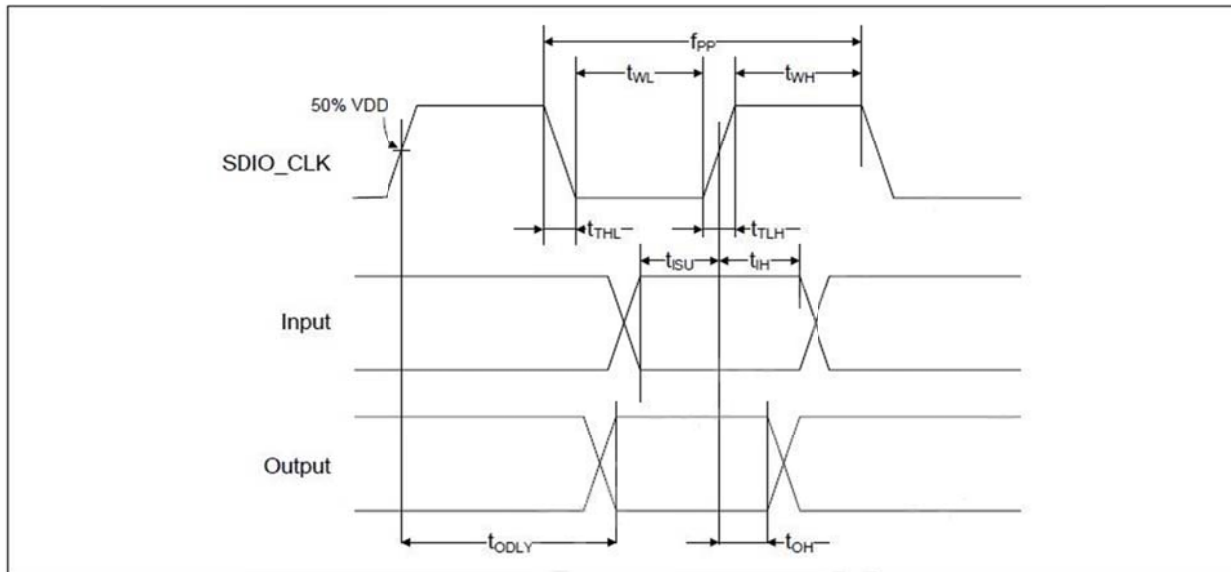 fPP
tWL
tWH
50% VDD
SDIO_CLK
tTHL
tTLH
tISU
tIH
Input
Output
tODLY
tOH